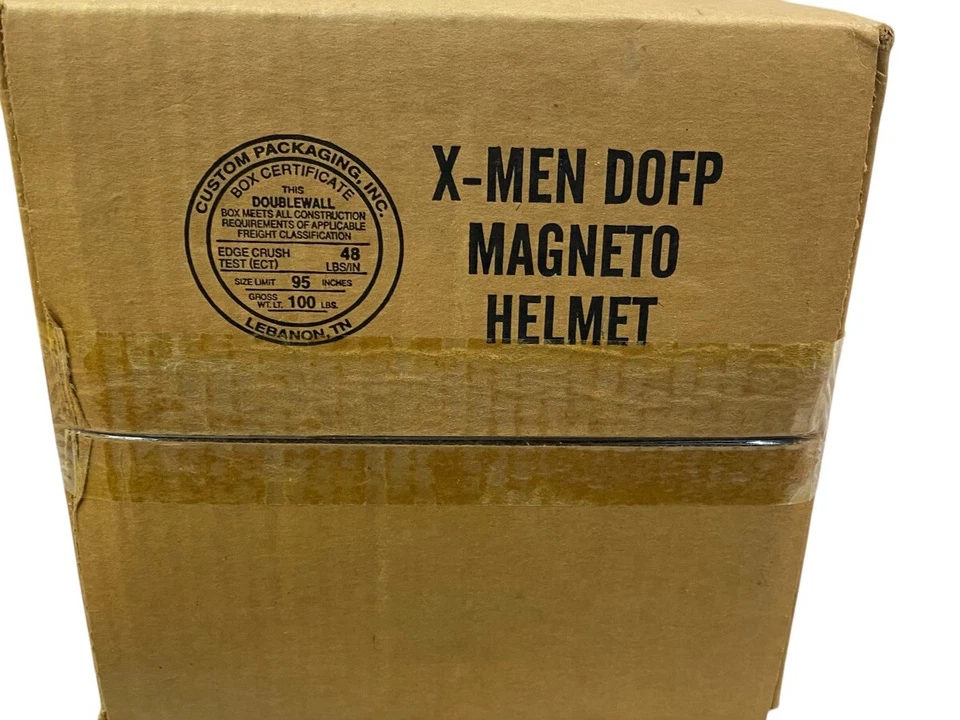 CUSTOM PACKAGING, INC.
BOX CERTIFICATE
THIS
DOUBLEWALL
BOX MEETS ALL CONSTRUCTION
REQUIREMENTS OF APPLICABLE
FREIGHT CLASSIFICATION
EDGE CRUSH
TEST (ECT) 48
LBS/IN
SIZE LIMIT 95 INCHES
GROSS
WT. LT. 100 LBS.
LEBANON, TN
X-MEN DOFP
MAGNETO
HELMET